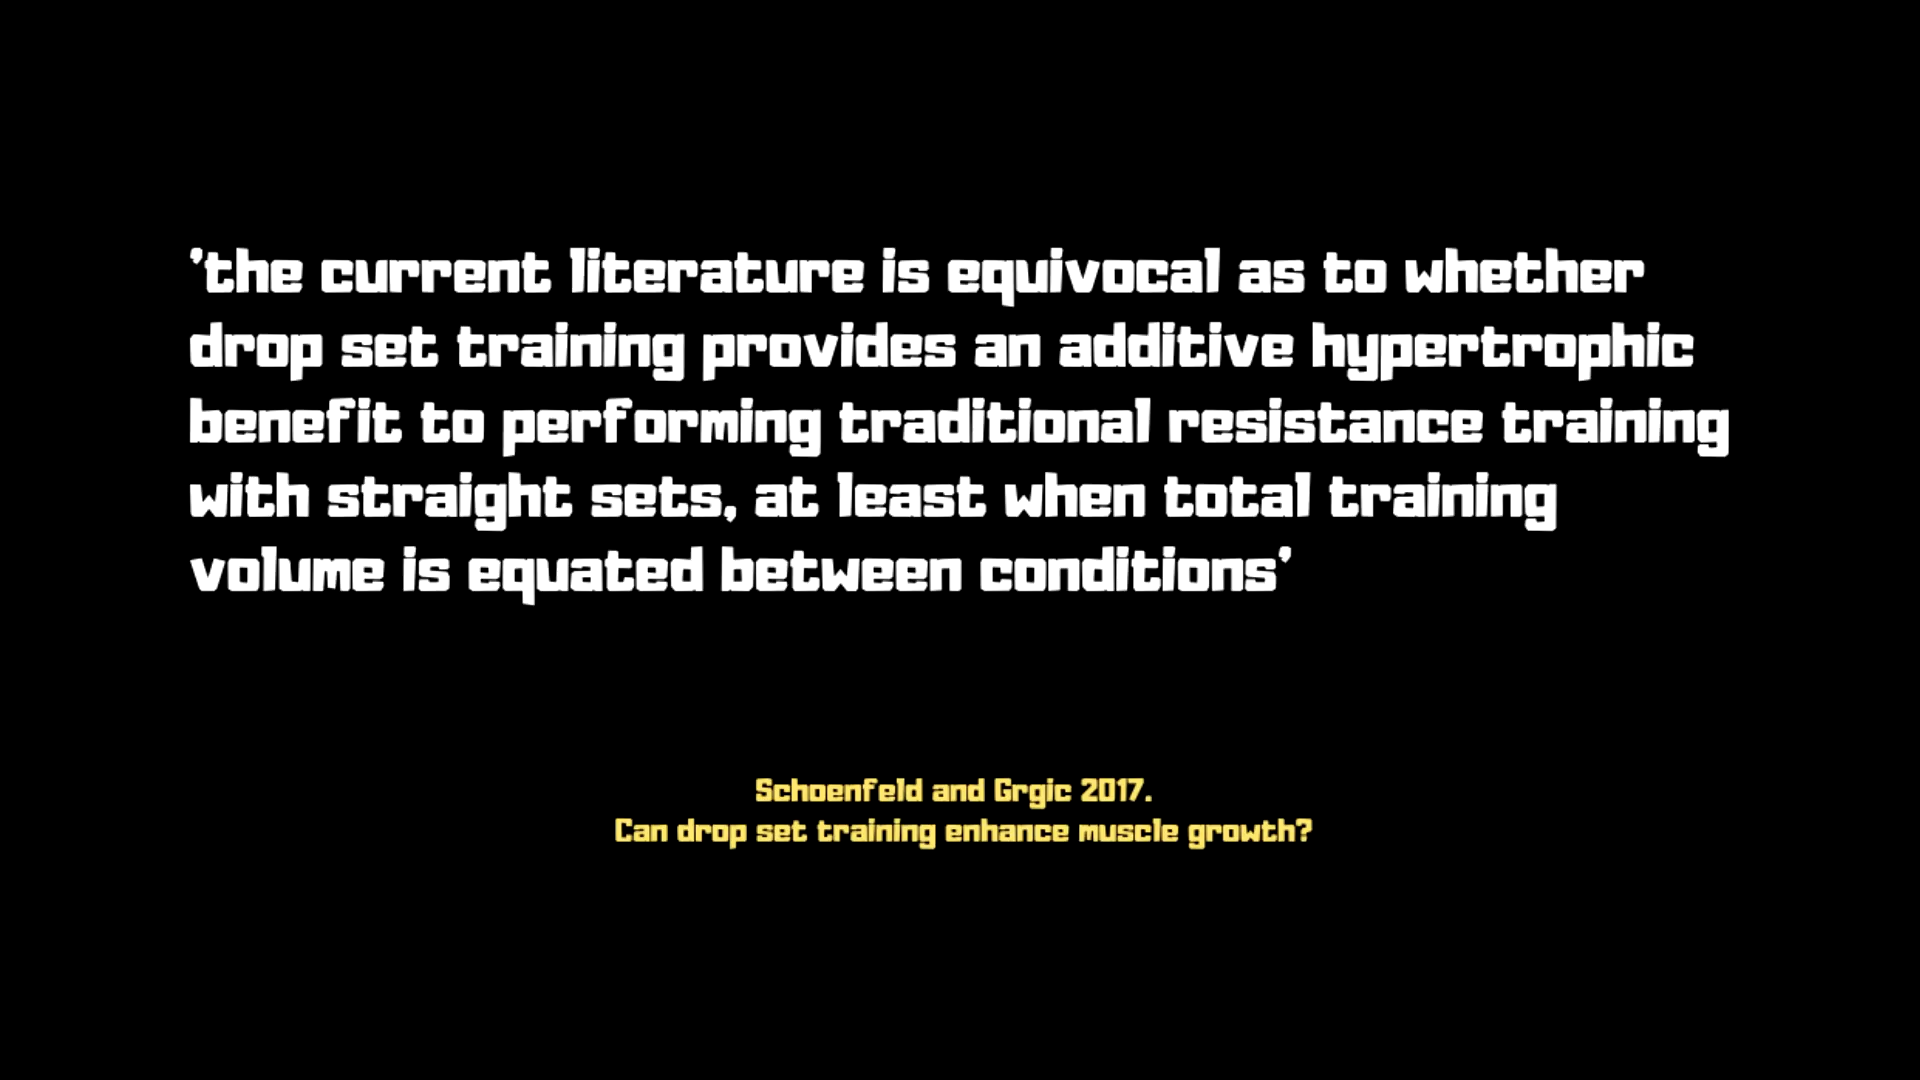 'the current literature is equivocal as to whether
drop set training provides an additive hypertrophic
benefit to performing traditional resistance training
with straight sets, at least when total training
volume is equated between conditions'
Schoenfeld and Grgic 2017.
Can drop set training enhance muscle growth?